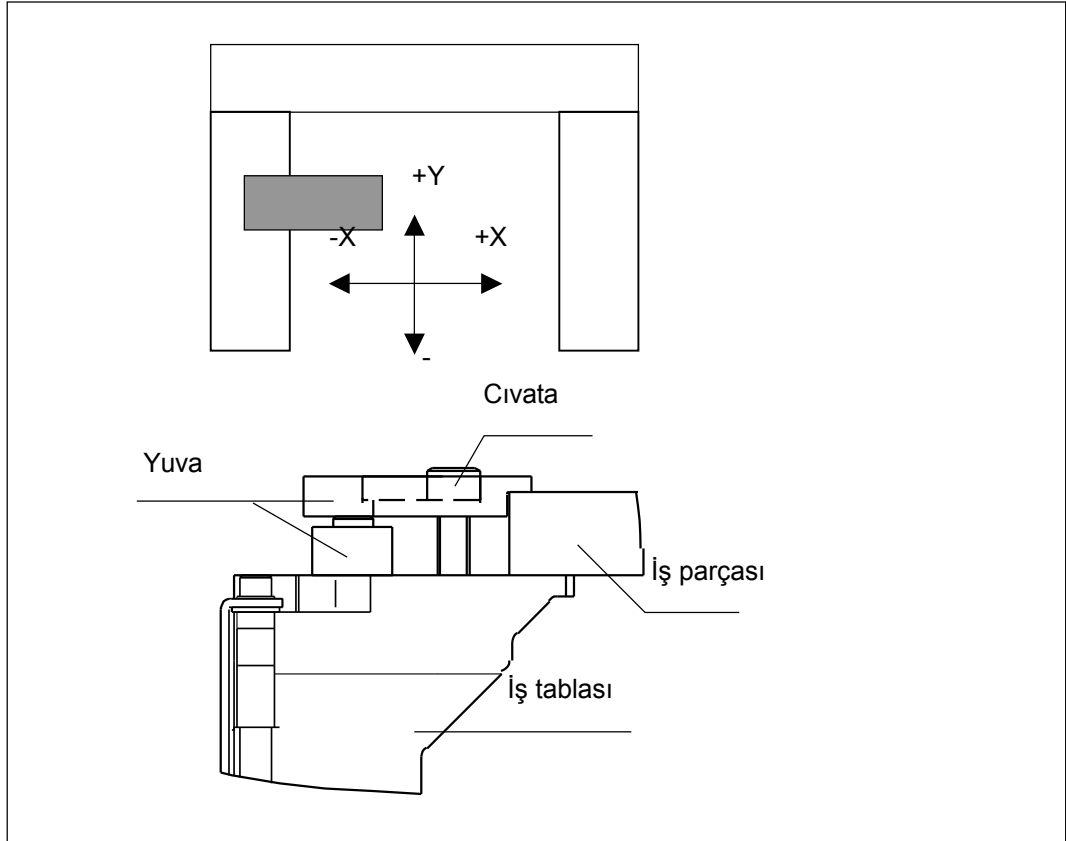 +Y
-X
+X
-
Cıvata
Yuva
İş parçası
İş tablası